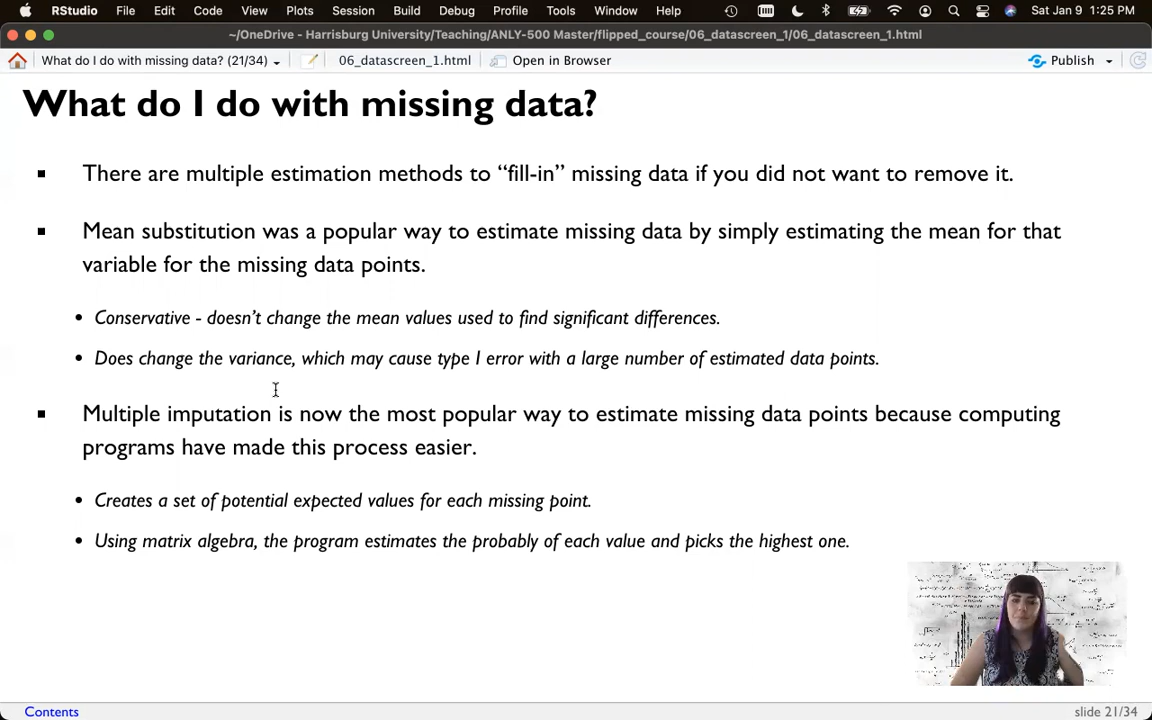 RStudio File Edit Code View Plots Session Build Debug Profile Tools Window Help Sat Jan 9 1:25 PM
~/OneDrive - Harrisburg University/Teaching/ANLY-500 Master/flipped_course/06_datascreen_1/06_datascreen_1.html
What do I do with missing data? (21/34) 06_datascreen_1.html Open in Browser Publish
What do I do with missing data?
There are multiple estimation methods to “fill-in” missing data if you did not want to remove it.
Mean substitution was a popular way to estimate missing data by simply estimating the mean for that
variable for the missing data points.
Conservative - doesn’t change the mean values used to find significant differences.
Does change the variance, which may cause type I error with a large number of estimated data points.
Multiple imputation is now the most popular way to estimate missing data points because computing
programs have made this process easier.
Creates a set of potential expected values for each missing point.
Using matrix algebra, the program estimates the probably of each value and picks the highest one.
Contents slide 21/34